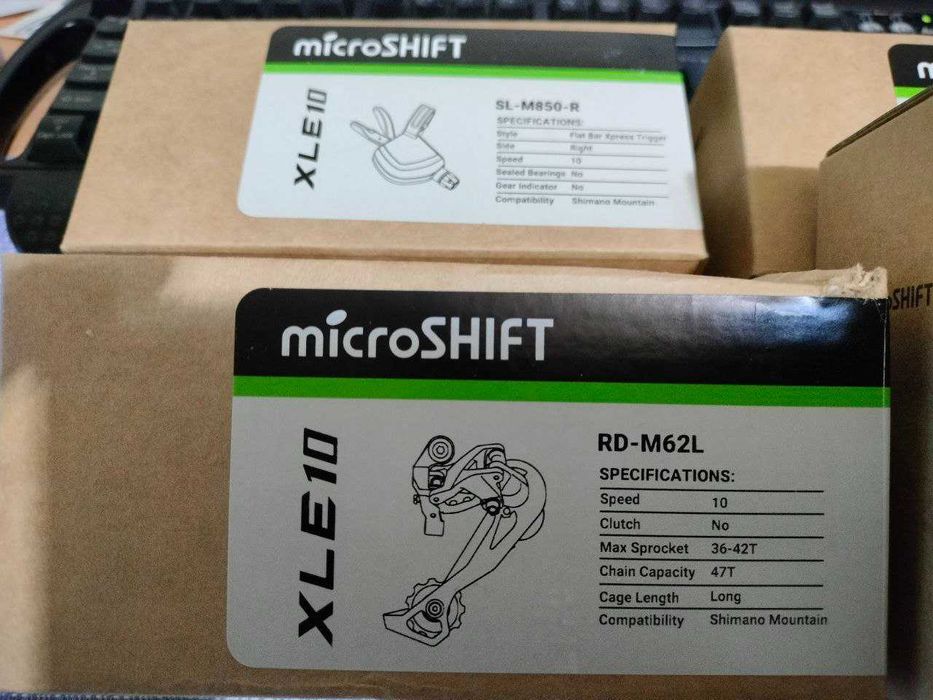 microSHIFT
XLE10
SL-M850-R
SPECIFICATIONS:
Style Flat Bar Xpress Trigger
Side Right
Speed 10
Sealed Bearings No
Gear Indicator No
Compatibility Shimano Mountain
microSHIFT
XLE10
RD-M62L
SPECIFICATIONS:
Speed 10
Clutch No
Max Sprocket 36-42T
Chain Capacity 47T
Cage Length Long
Compatibility Shimano Mountain
SHIFT